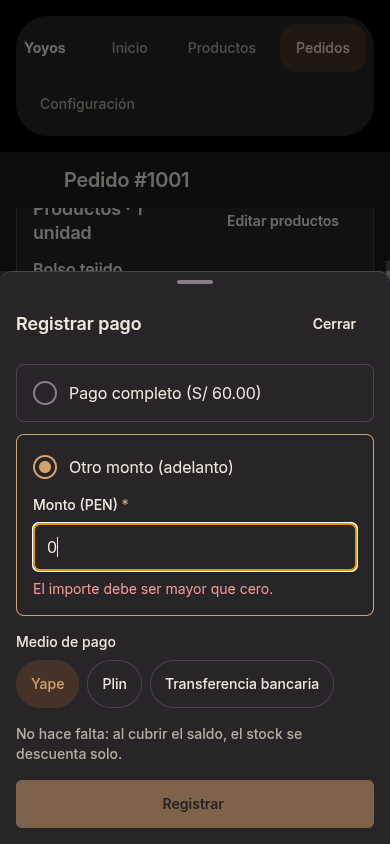 Yoyos
Inicio
Productos
Pedidos
Configuración
Pedido #1001
Productos · 1
unidad
Editar productos
Bolso tejido
Registrar pago
Cerrar
Pago completo (S/ 60.00)
Otro monto (adelanto)
Monto (PEN) *
0
El importe debe ser mayor que cero.
Medio de pago
Yape
Plin
Transferencia bancaria
No hace falta: al cubrir el saldo, el stock se
descuenta solo.
Registrar